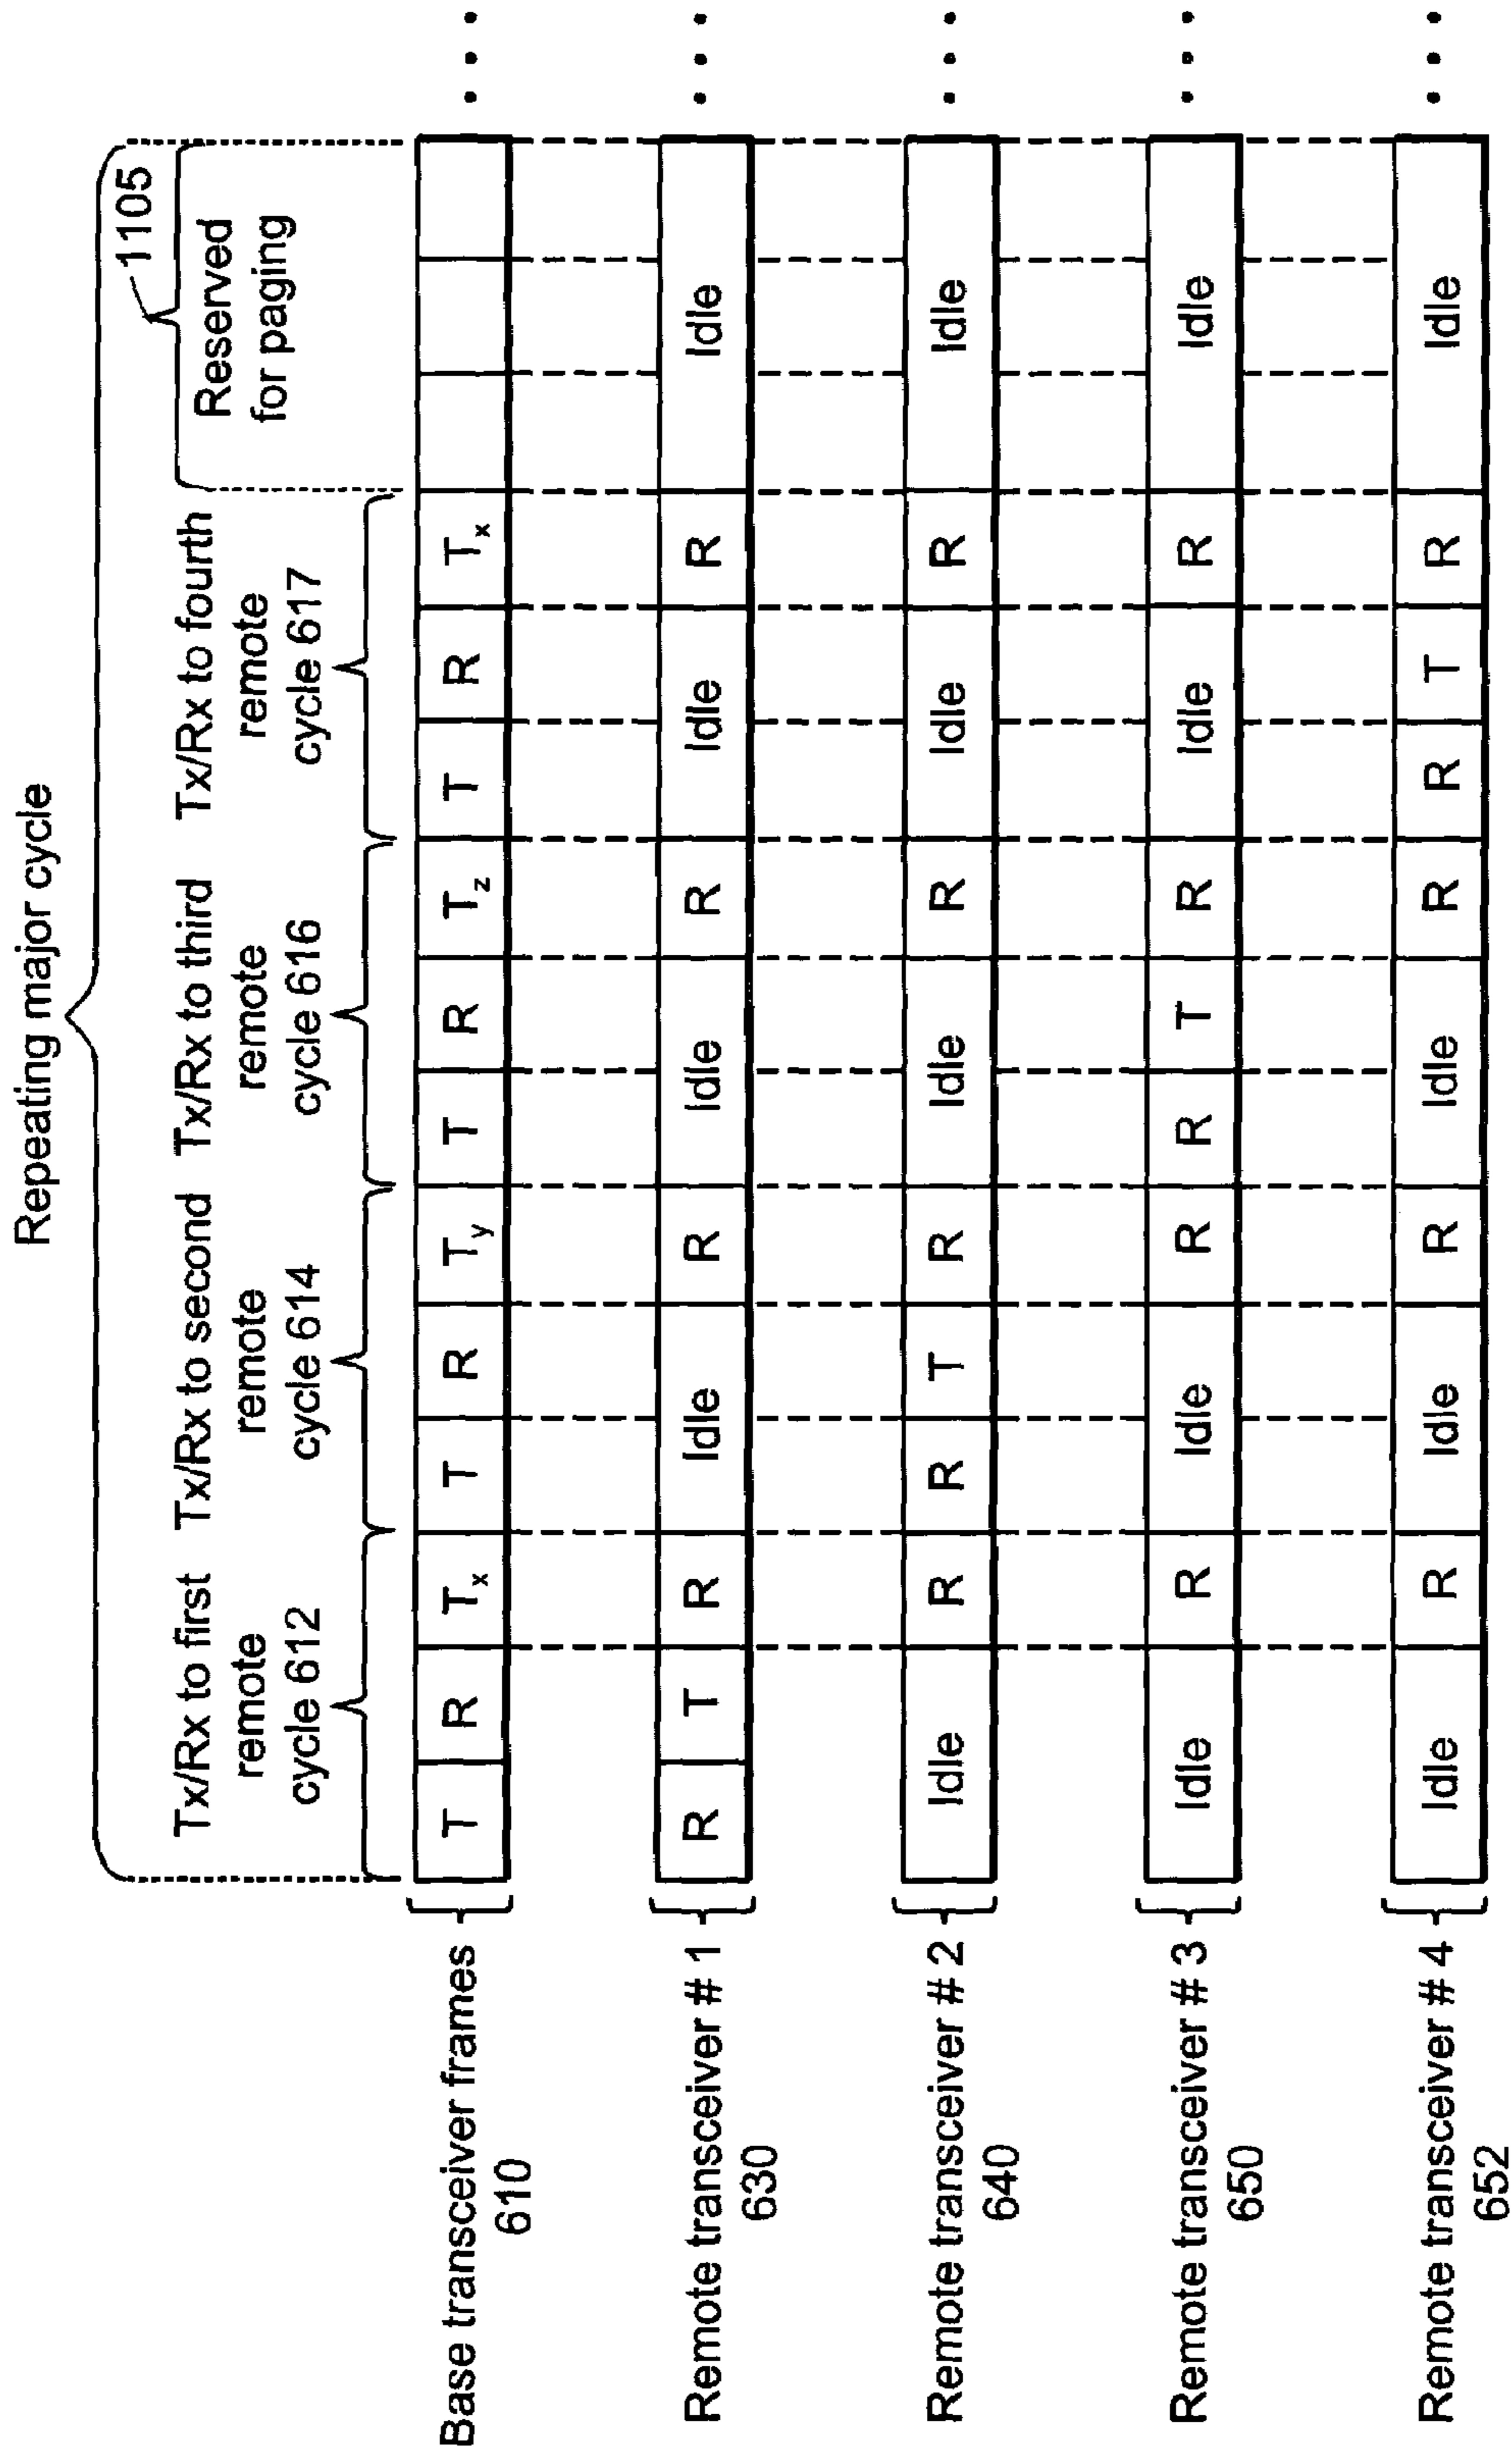 Repeating major cycle
1105
Tx/Rx to first
remote
cycle 612
Tx/Rx to second
remote
cycle 614
Tx/Rx to third
remote
cycle 616
Tx/Rx to fourth
remote
cycle 617
Reserved
for paging
Base transceiver frames
610
T R Tx T R Ty T R Tz T R Tx
Remote transceiver # 1
630
R T R Idle R Idle R Idle R Idle
Remote transceiver # 2
640
Idle R R T R Idle R Idle R Idle
Remote transceiver # 3
650
Idle R Idle R R T R Idle R Idle
Remote transceiver # 4
652
Idle R Idle R Idle R R T R Idle